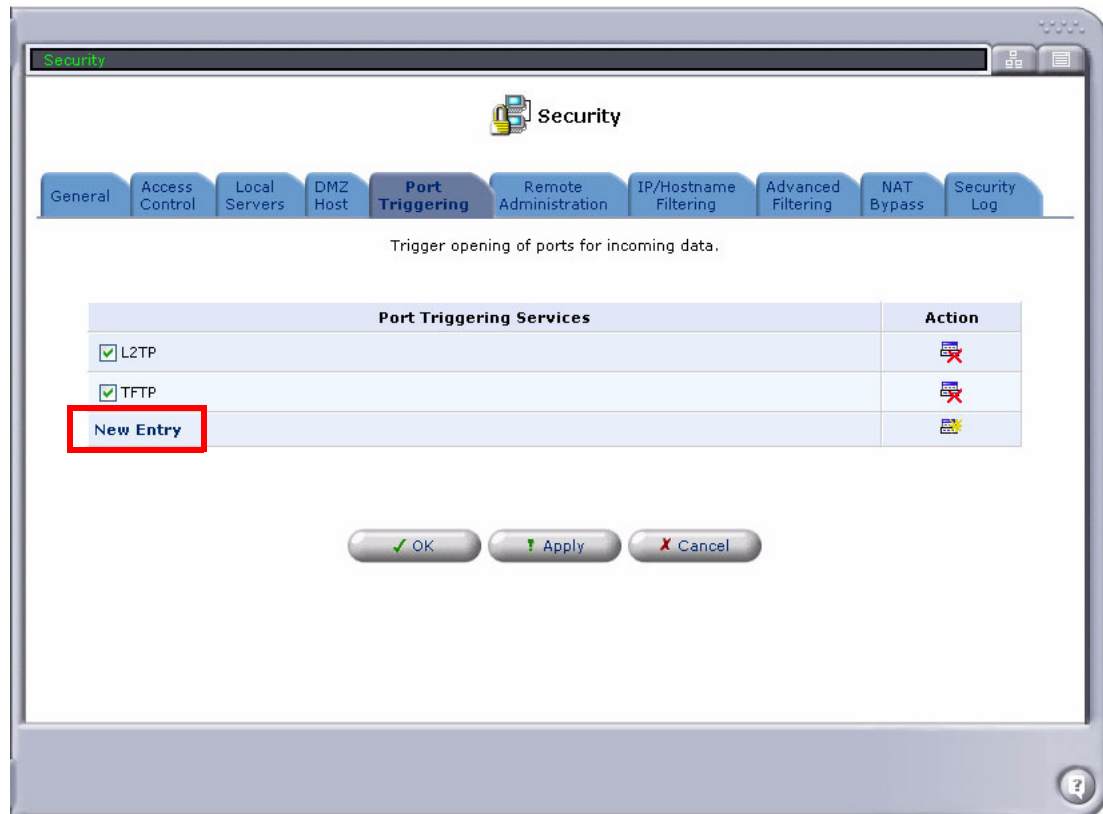 Security
Security
General
Access Control
Local Servers
DMZ Host
Port Triggering
Remote Administration
IP/Hostname Filtering
Advanced Filtering
NAT Bypass
Security Log
Trigger opening of ports for incoming data.
Port Triggering Services Action
L2TP
TFTP
New Entry
OK Apply Cancel
?